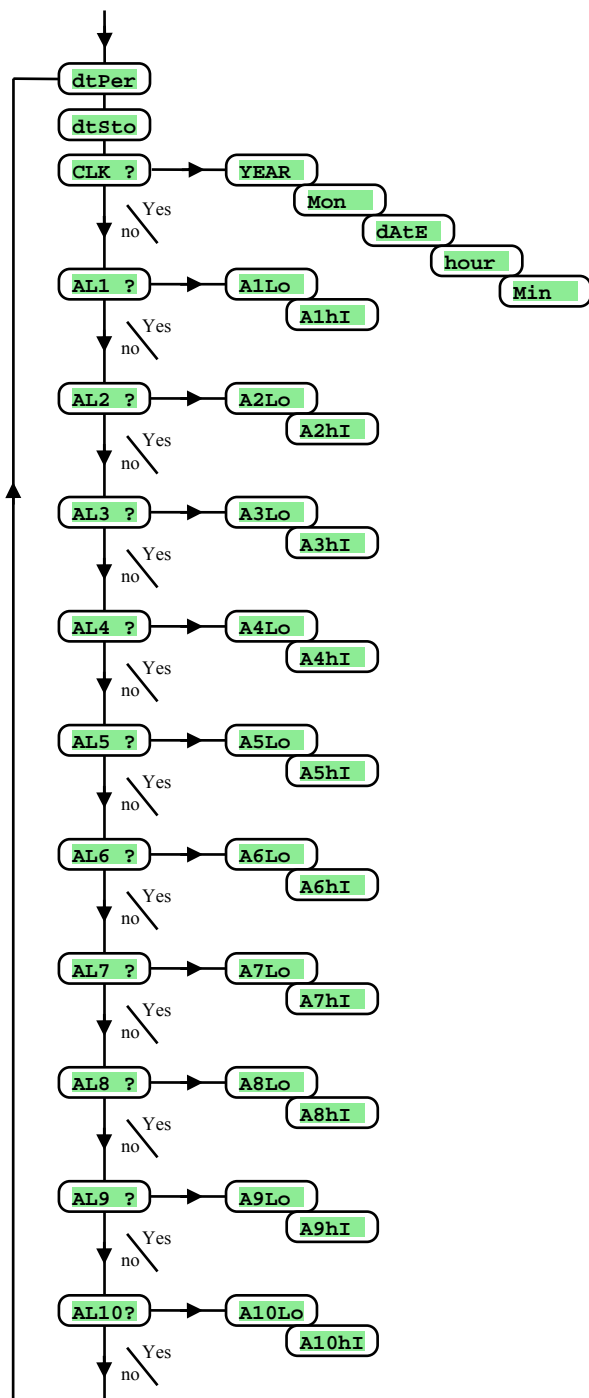 dtPer
dtSto
CLK ? YEAR
Mon
dAtE
hour
Min
Yes
no
AL1 ? A1Lo
A1hI
Yes
no
AL2 ? A2Lo
A2hI
Yes
no
AL3 ? A3Lo
A3hI
Yes
no
AL4 ? A4Lo
A4hI
Yes
no
AL5 ? A5Lo
A5hI
Yes
no
AL6 ? A6Lo
A6hI
Yes
no
AL7 ? A7Lo
A7hI
Yes
no
AL8 ? A8Lo
A8hI
Yes
no
AL9 ? A9Lo
A9hI
Yes
no
AL10? A10Lo
A10hI
Yes
no